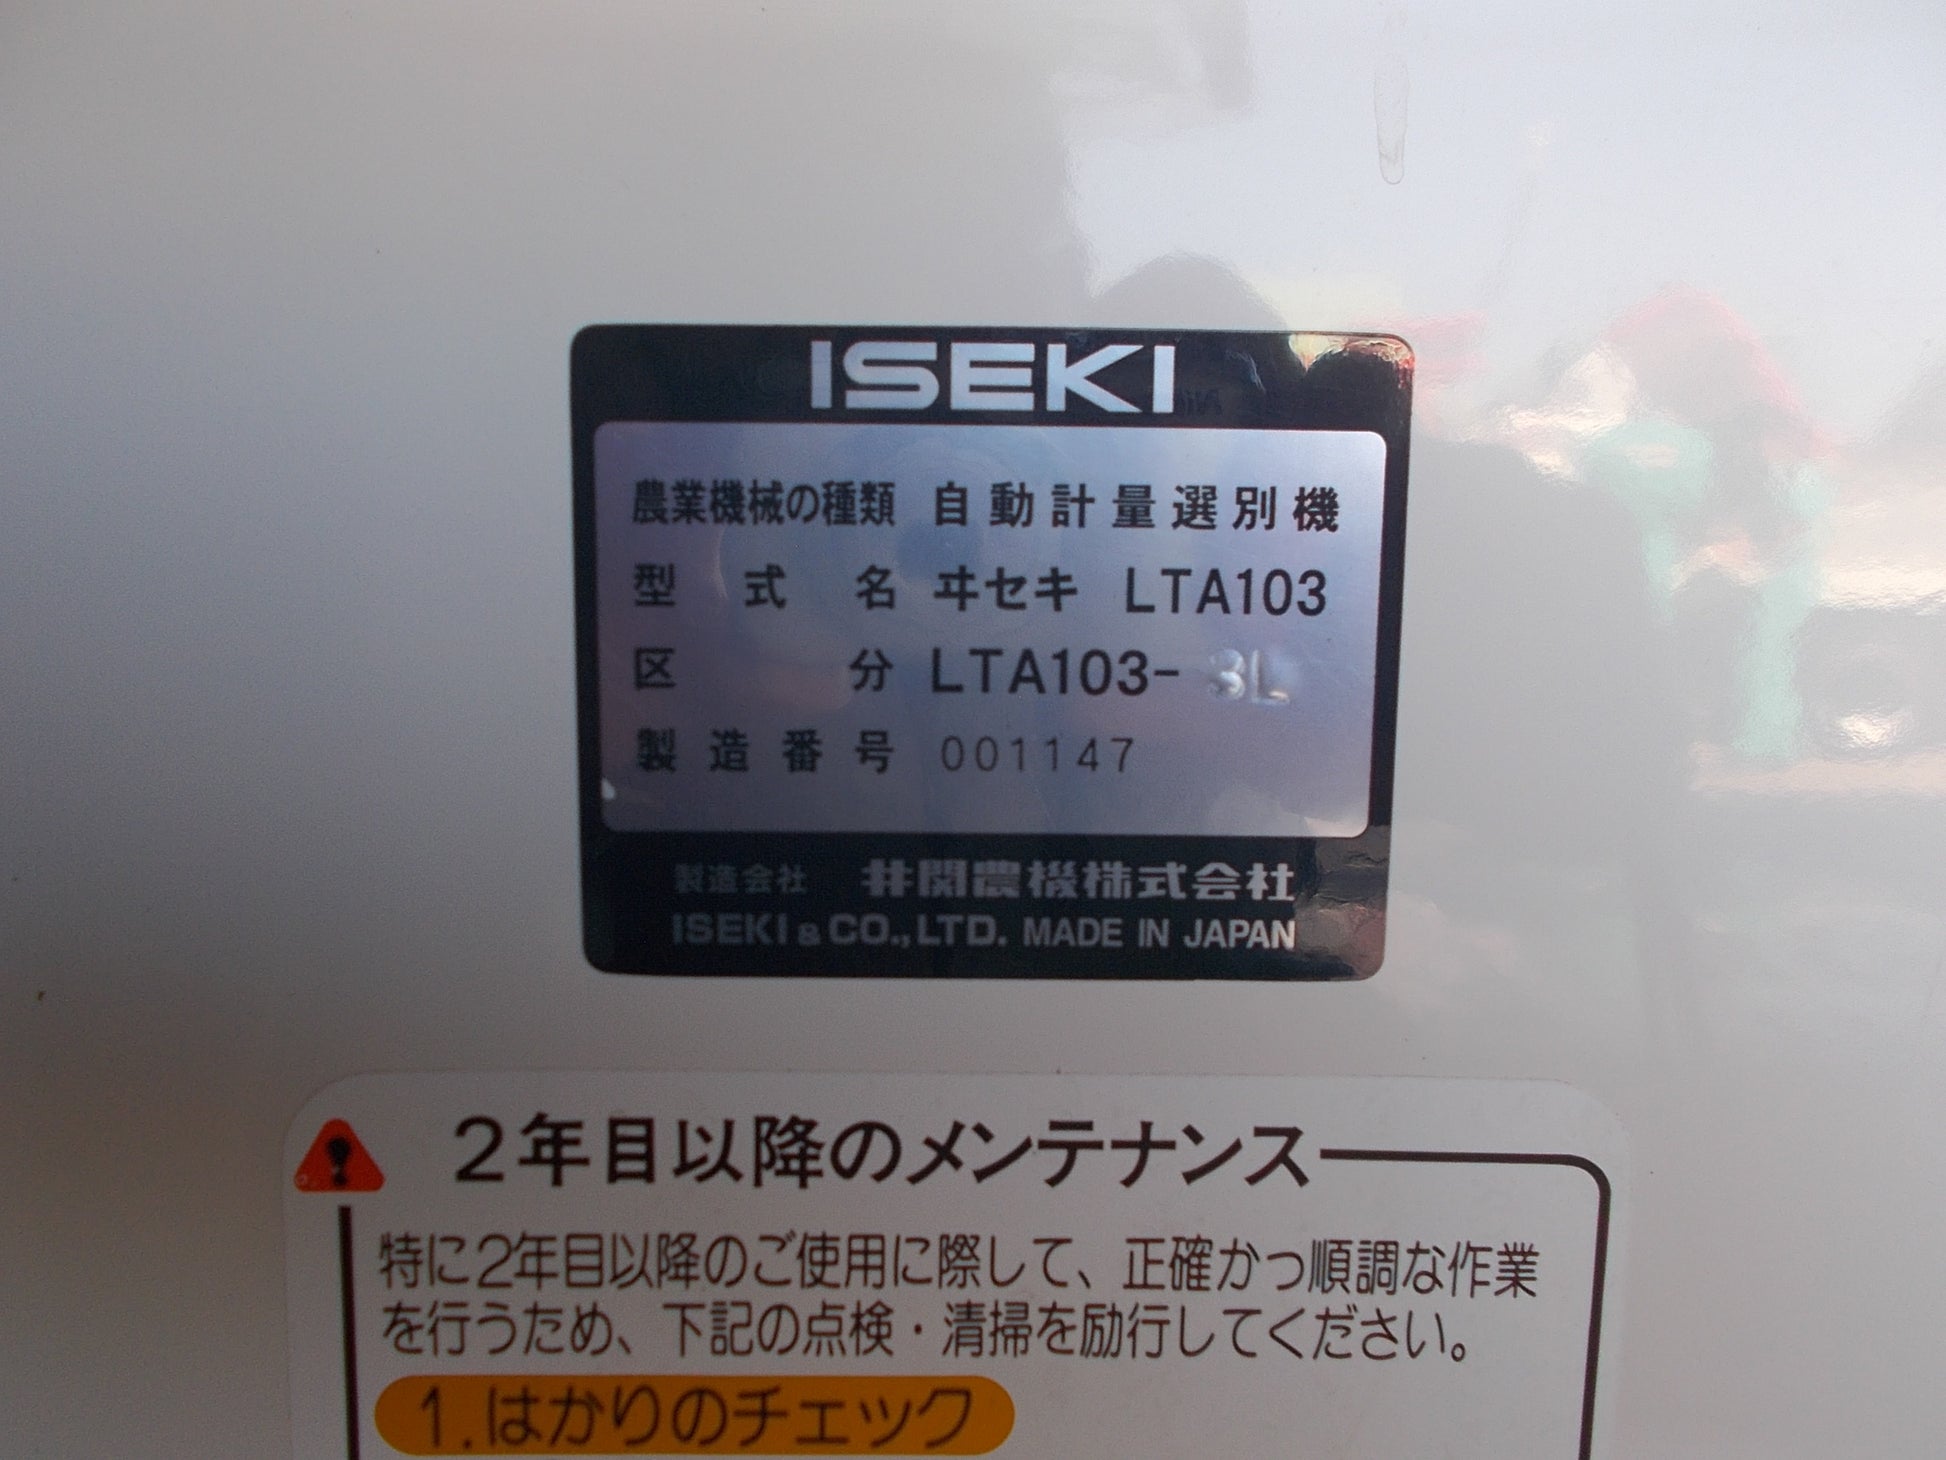 ISEKI
農業機械の種類 自動計量選別機
型式名 ヰセキ LTA103
区分 LTA103-3L
製造番号 001147
製造会社 井関農機株式会社
ISEKI & CO., LTD. MADE IN JAPAN
2年目以降のメンテナンス
特に2年目以降のご使用に際して、正確かつ順調な作業
を行うため、下記の点検・清掃を励行してください。
1.はかりのチェック